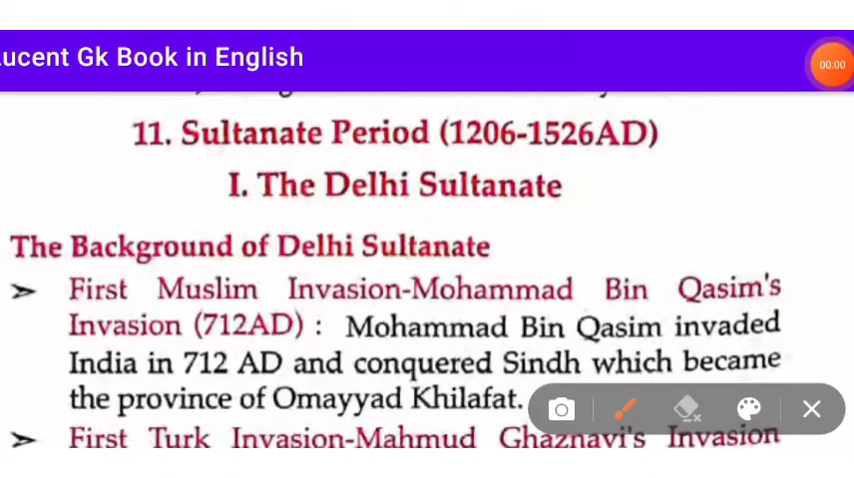 ucent Gk Book in English
00:00
11. Sultanate Period (1206-1526AD)
I. The Delhi Sultanate
The Background of Delhi Sultanate
➢ First Muslim Invasion-Mohammad Bin Qasim's
Invasion (712AD) : Mohammad Bin Qasim invaded
India in 712 AD and conquered Sindh which became
the province of Omayyad Khilafat.
➢ First Turk Invasion-Mahmud Ghaznavi's Invasion